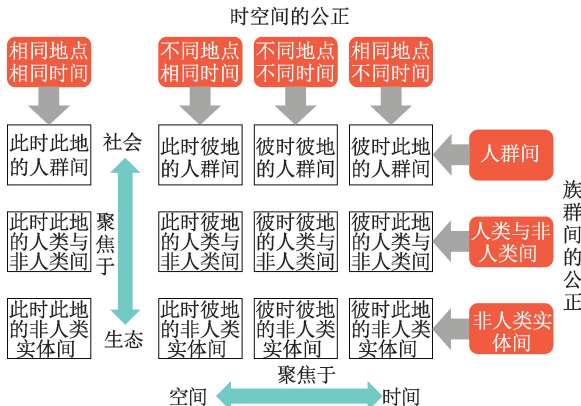 时空间的公正
相同地点
相同时间
不同地点
相同时间
不同地点
不同时间
相同地点
不同时间
此时此地
的人群间
社会
此时彼地
的人群间
彼时彼地
的人群间
彼时此地
的人群间
人群间
此时此地
的人类与
非人类间
聚焦于
此时彼地
的人类与
非人类间
彼时彼地
的人类与
非人类间
彼时此地
的人类与
非人类间
人类与非
人类间
族群间的公正
此时此地
的非人类
实体间
生态
此时彼地
的非人类
实体间
彼时彼地
的非人类
实体间
彼时此地
的非人类
实体间
非人类实
体间
聚焦于
空间
时间